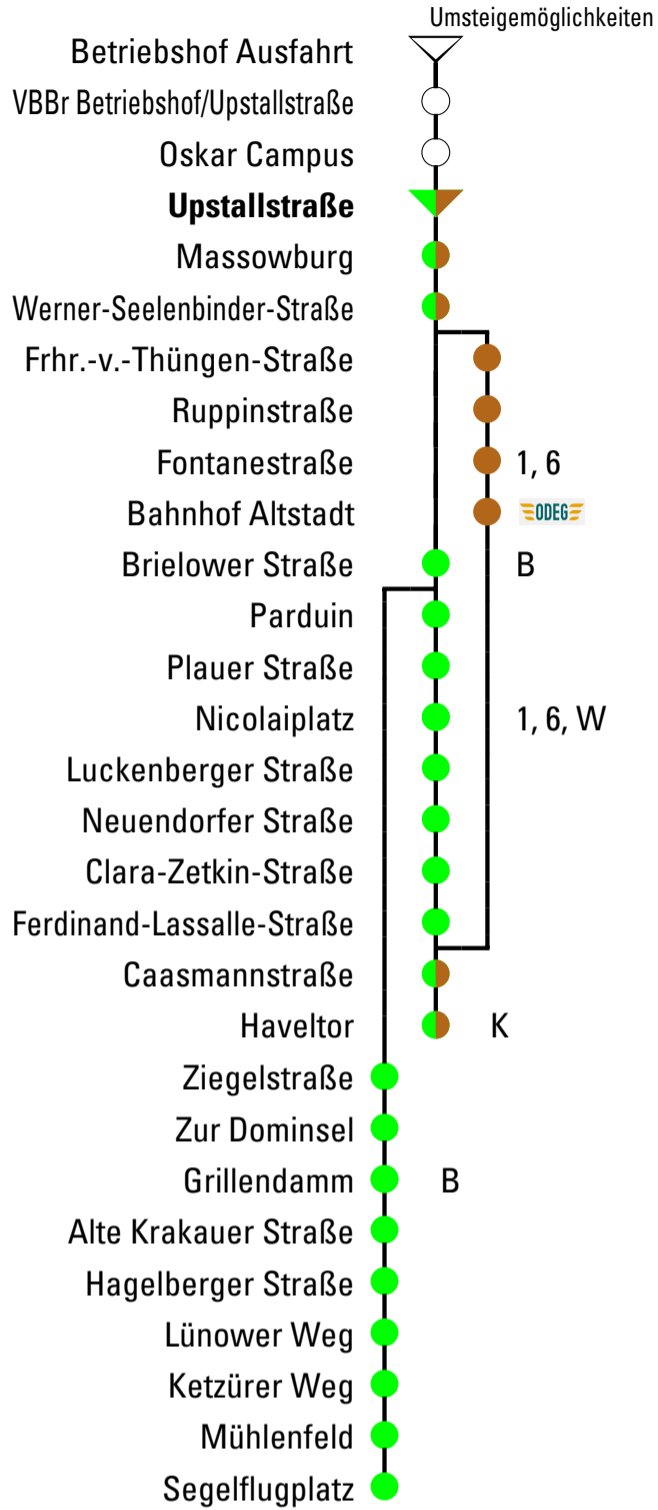 Umsteigemöglichkeiten
Betriebshof Ausfahrt
VBBr Betriebshof/Upstallstraße
Oskar Campus
Upstallstraße
Massowburg
Werner-Seelenbinder-Straße
Frhr.-v.-Thüngen-Straße
Ruppinstraße
Fontanestraße 1, 6
Bahnhof Altstadt ODEG
Brielower Straße B
Parduin
Plauer Straße
Nicolaiplatz 1, 6, W
Luckenberger Straße
Neuendorfer Straße
Clara-Zetkin-Straße
Ferdinand-Lassalle-Straße
Caasmannstraße
Haveltor K
Ziegelstraße
Zur Dominsel
Grillendamm B
Alte Krakauer Straße
Hagelberger Straße
Lünower Weg
Ketzürer Weg
Mühlenfeld
Segelflugplatz